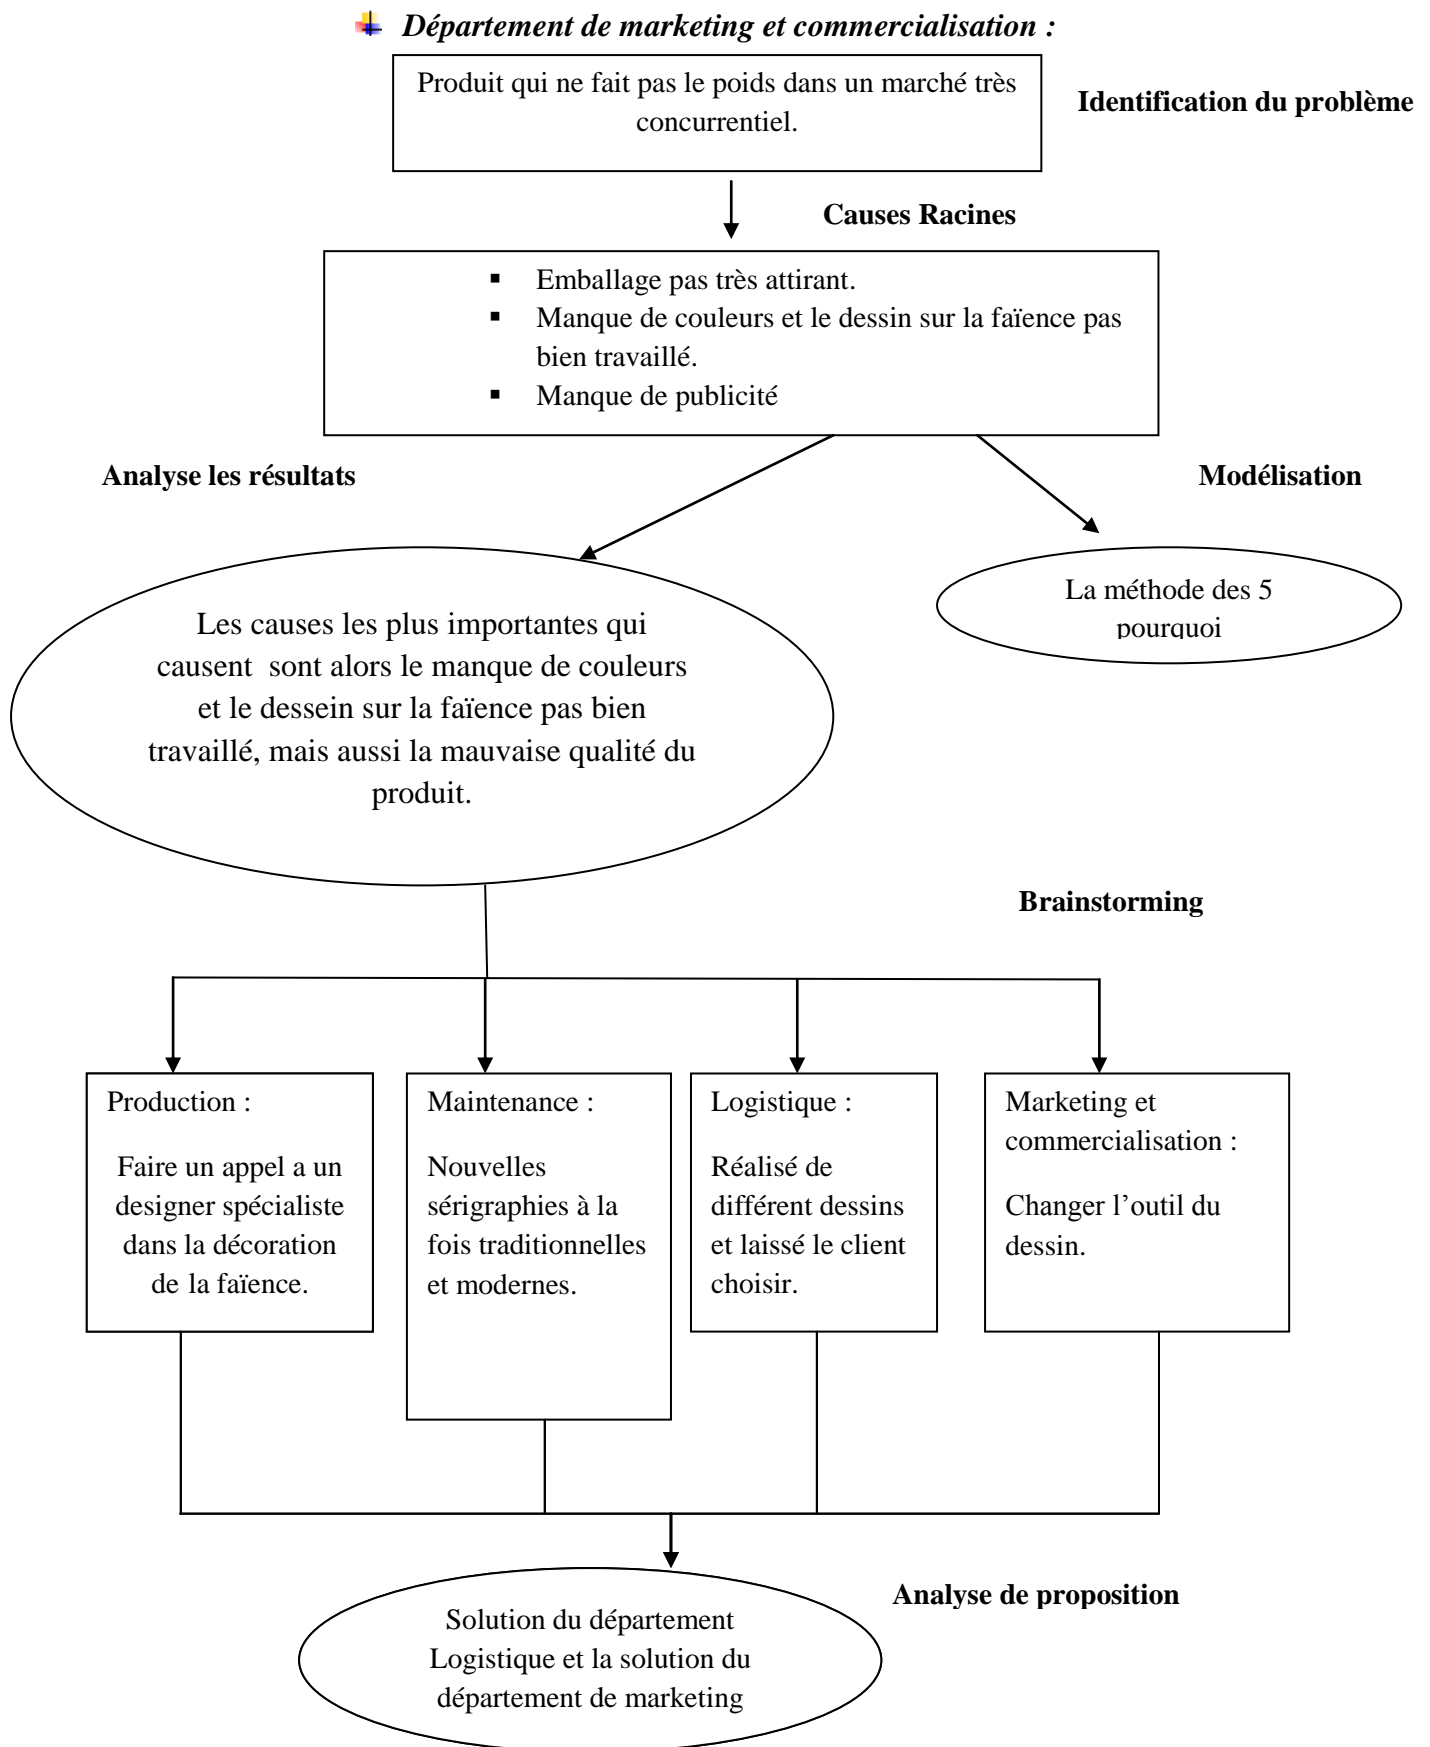 Département de marketing et commercialisation :
Produit qui ne fait pas le poids dans un marché très
concurrentiel.
Identification du problème
Causes Racines
Emballage pas très attirant.
Manque de couleurs et le dessin sur la faïence pas
bien travaillé.
Manque de publicité
Analyse les résultats
Modélisation
La méthode des 5
pourquoi
Les causes les plus importantes qui
causent sont alors le manque de couleurs
et le dessein sur la faïence pas bien
travaillé, mais aussi la mauvaise qualité du
produit.
Brainstorming
Production :
Faire un appel a un
designer spécialiste
dans la décoration
de la faïence.
Maintenance :
Nouvelles
sérigraphies à la
fois traditionnelles
et modernes.
Logistique :
Réalisé de
différent dessins
et laissé le client
choisir.
Marketing et
commercialisation :
Changer l’outil du
dessin.
Analyse de proposition
Solution du département
Logistique et la solution du
département de marketing